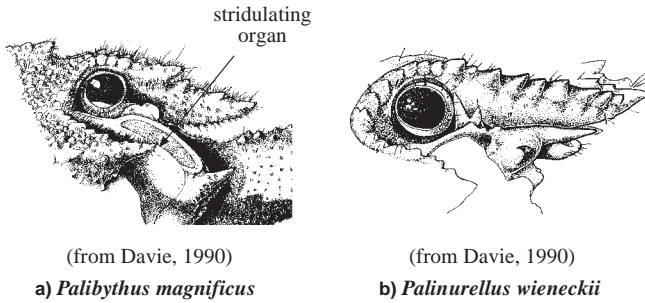 stridulating
organ
(from Davie, 1990)
a) Palibythus magnificus
(from Davie, 1990)
b) Palinurellus wieneckii